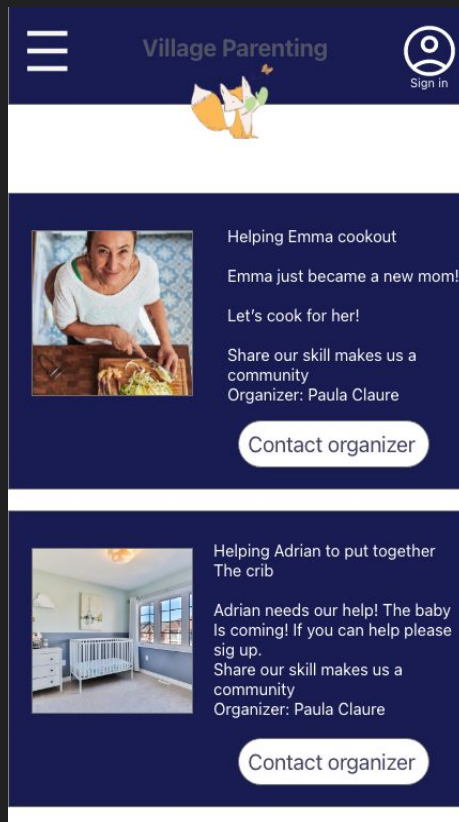 Village Parenting
Sign in
Helping Emma cookout
Emma just became a new mom!
Let's cook for her!
Share our skill makes us a
community
Organizer: Paula Claure
Contact organizer
Helping Adrian to put together
The crib
Adrian needs our help! The baby
Is coming! If you can help please
sig up.
Share our skill makes us a
community
Organizer: Paula Claure
Contact organizer